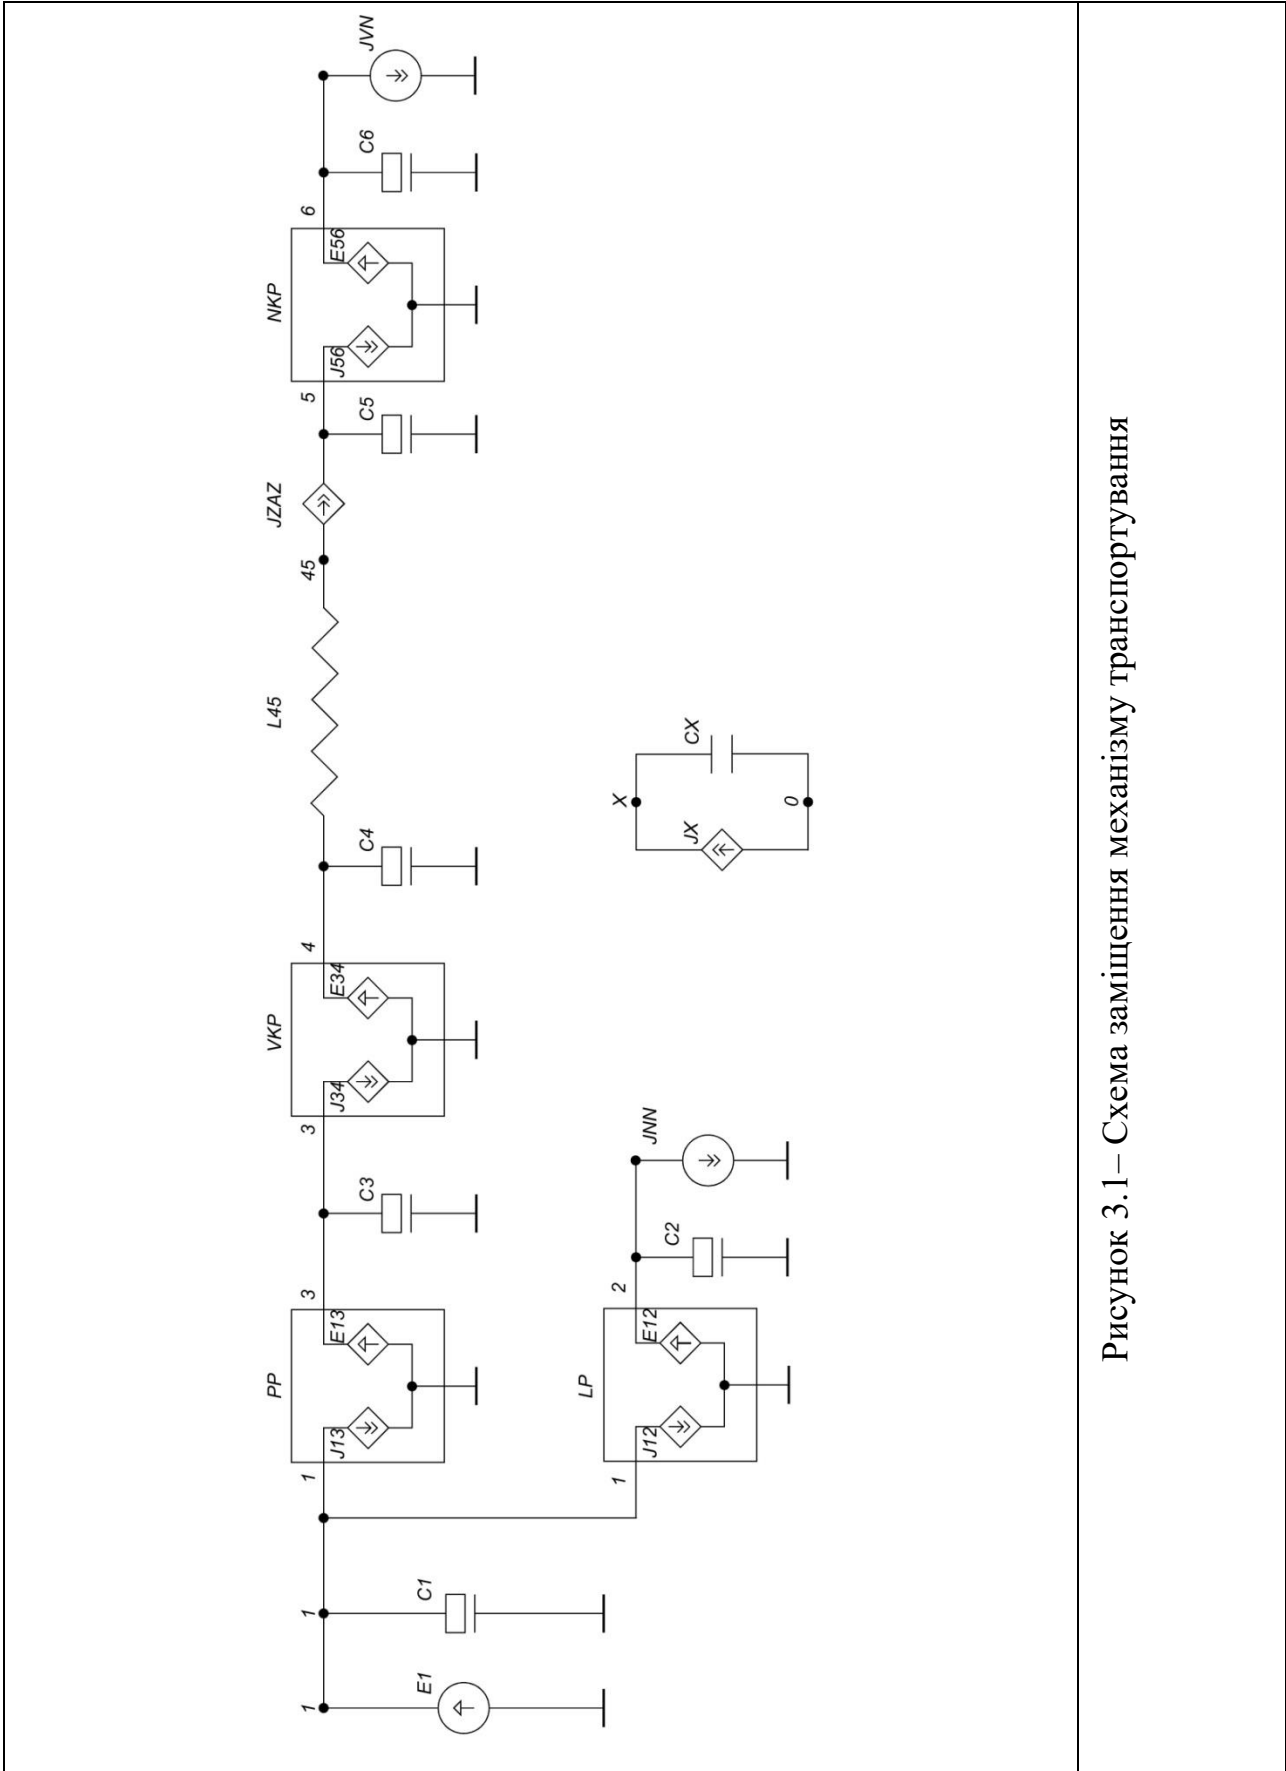 E1
1
C1
1
PP
1
J13
E13
3
C3
3
VKP
J34
E34
4
C4
L45
45
JZAZ
C5
5
NKP
J56
E56
6
C6
JVN
LP
1
J12
E12
2
C2
JNN
JX
X
CX
0
Рисунок 3.1– Схема заміщення механізму транспортування